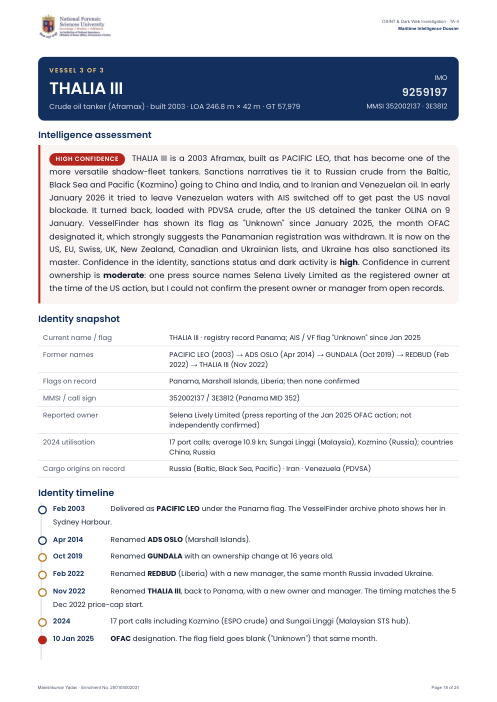 National Forensic
Sciences University
OSINT & Dark Web Investigation · TA-II
Maritime Intelligence Dossier
VESSEL 3 OF 3
THALIA III
Crude oil tanker (Aframax) · built 2003 · LOA 246.8 m × 42 m · GT 57,979
IMO
9259197
MMSI 352002137 · 3E3812
Intelligence assessment
HIGH CONFIDENCE THALIA III is a 2003 Aframax, built as PACIFIC LEO, that has become one of the
more versatile shadow-fleet tankers. Sanctions narratives tie it to Russian crude from the Baltic,
Black Sea and Pacific (Kozmino) going to China and India, and to Iranian and Venezuelan oil. In early
January 2026 it tried to leave Venezuelan waters with AIS switched off to get past the US naval
blockade. It turned back, loaded with PDVSA crude, after the US detained the tanker OLINA on 9
January. VesselFinder has shown its flag as "Unknown" since January 2025, the month OFAC
designated it, which strongly suggests the Panamanian registration was withdrawn. It is now on the
US, EU, Swiss, UK, New Zealand, Canadian and Ukrainian lists, and Ukraine has also sanctioned its
master. Confidence in the identity, sanctions status and dark activity is high. Confidence in current
ownership is moderate: one press source names Selena Lively Limited as the registered owner at
the time of the US action, but I could not confirm the present owner or manager from open records.
Identity snapshot
Current name / flag THALIA III · registry record Panama; AIS / VF flag "Unknown" since Jan 2025
Former names PACIFIC LEO (2003) → ADS OSLO (Apr 2014) → GUNDALA (Oct 2019) → REDBUD (Feb
2022) → THALIA III (Nov 2022)
Flags on record Panama, Marshall Islands, Liberia; then none confirmed
MMSI / call sign 352002137 / 3E3812 (Panama MID 352)
Reported owner Selena Lively Limited (press reporting of the Jan 2025 OFAC action; not
independently confirmed)
2024 utilisation 17 port calls; average 10.9 kn; Sungai Linggi (Malaysia), Kozmino (Russia); countries
China, Russia
Cargo origins on record Russia (Baltic, Black Sea, Pacific) · Iran · Venezuela (PDVSA)
Identity timeline
Feb 2003 Delivered as PACIFIC LEO under the Panama flag. The VesselFinder archive photo shows her in
Sydney Harbour.
Apr 2014 Renamed ADS OSLO (Marshall Islands).
Oct 2019 Renamed GUNDALA with an ownership change at 16 years old.
Feb 2022 Renamed REDBUD (Liberia) with a new manager, the same month Russia invaded Ukraine.
Nov 2022 Renamed THALIA III, back to Panama, with a new owner and manager. The timing matches the 5
Dec 2022 price-cap start.
2024 17 port calls including Kozmino (ESPO crude) and Sungai Linggi (Malaysian STS hub).
10 Jan 2025 OFAC designation. The flag field goes blank ("Unknown") that same month.
Page 18 of 24